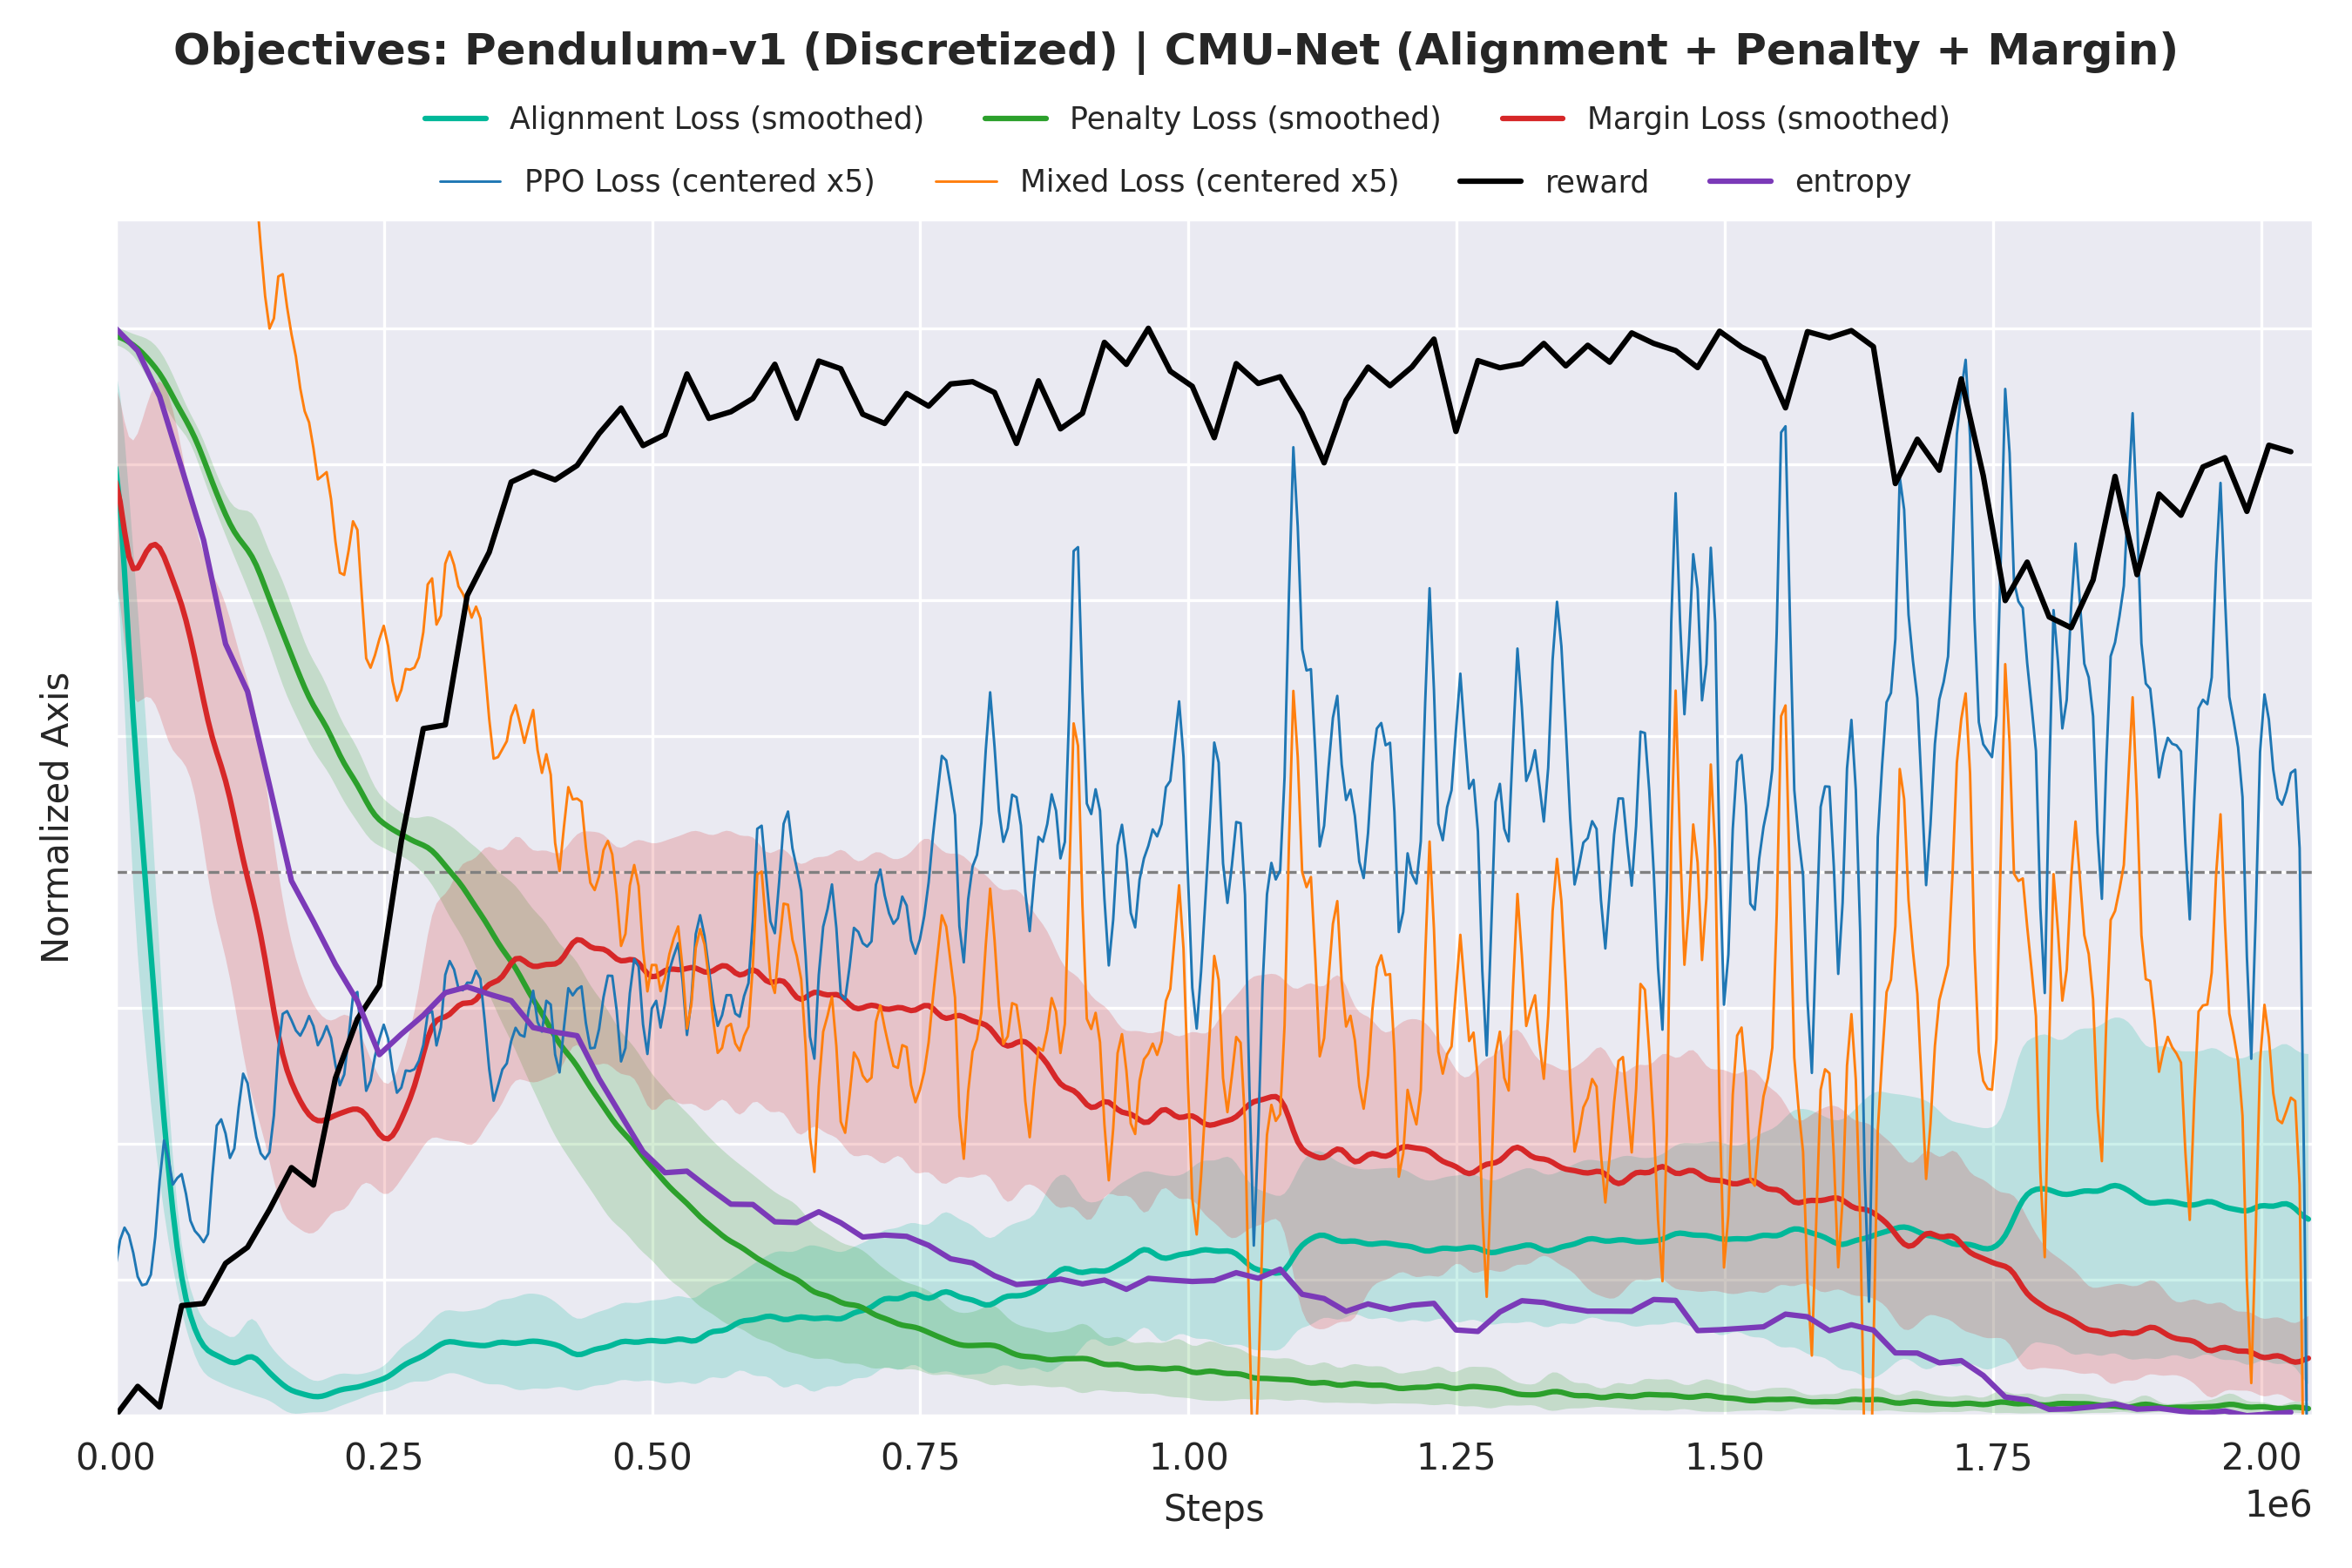 Objectives: Pendulum-v1 (Discretized) | CMU-Net (Alignment + Penalty + Margin)
Alignment Loss (smoothed) Penalty Loss (smoothed) Margin Loss (smoothed)
PPO Loss (centered x5) Mixed Loss (centered x5) reward entropy
Normalized Axis
0.00 0.25 0.50 0.75 1.00 1.25 1.50 1.75 2.00
1e6
Steps